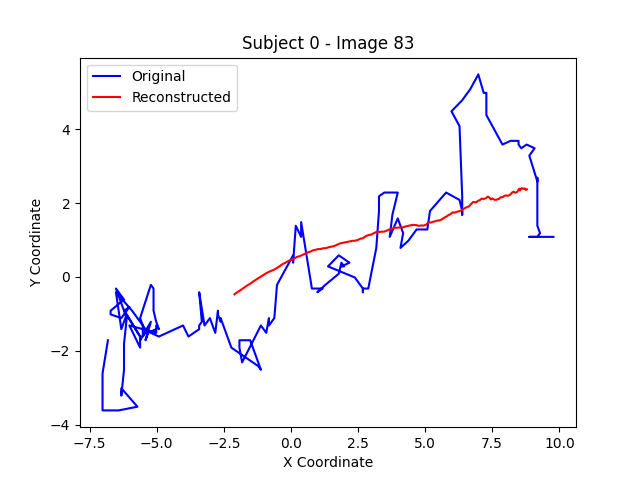 Subject 0 - Image 83
Original
Reconstructed
Y Coordinate
4
2
0
−2
−4
−7.5 −5.0 −2.5 0.0 2.5 5.0 7.5 10.0
X Coordinate